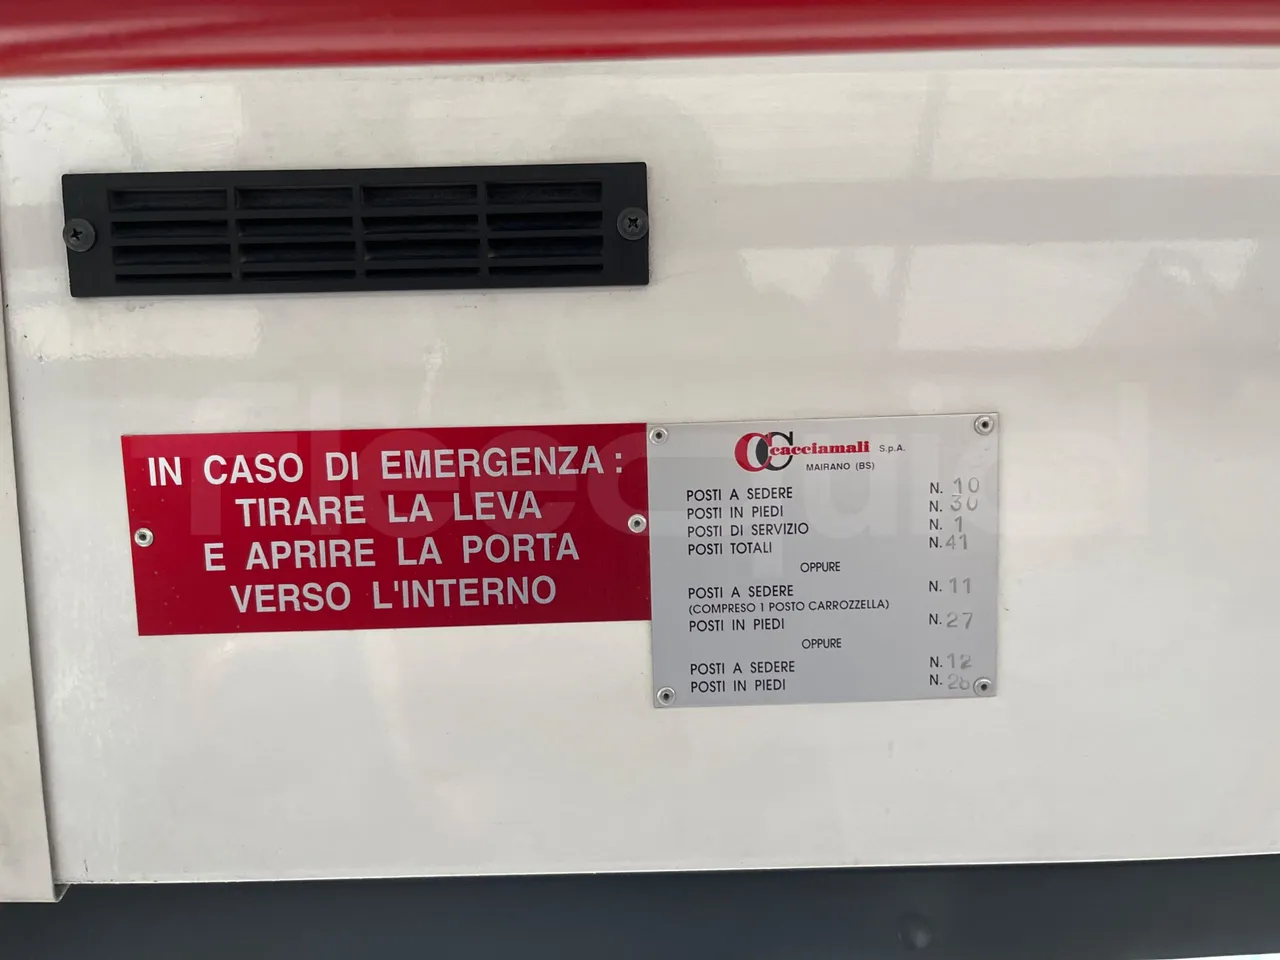 IN CASO DI EMERGENZA:
TIRARE LA LEVA
E APRIRE LA PORTA
VERSO L'INTERNO
cacciamali S.p.A.
MAIRANO (BS)
POSTI A SEDERE N. 10
POSTI IN PIEDI N. 30
POSTI DI SERVIZIO N. 1
POSTI TOTALI N. 41
OPPURE
POSTI A SEDERE N. 11
(COMPRESO 1 POSTO CARROZZELLA)
POSTI IN PIEDI N. 27
OPPURE
POSTI A SEDERE N. 12
POSTI IN PIEDI N. 28